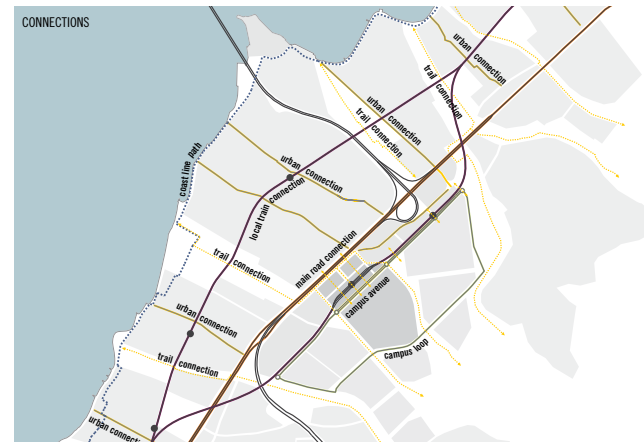 CONNECTIONS
urban connection
trail connection
urban connection
trail connection
coast line path
urban connection
local train connection
main road connection
trail connection
campus avenue
urban connection
campus loop
trail connection
urban connection